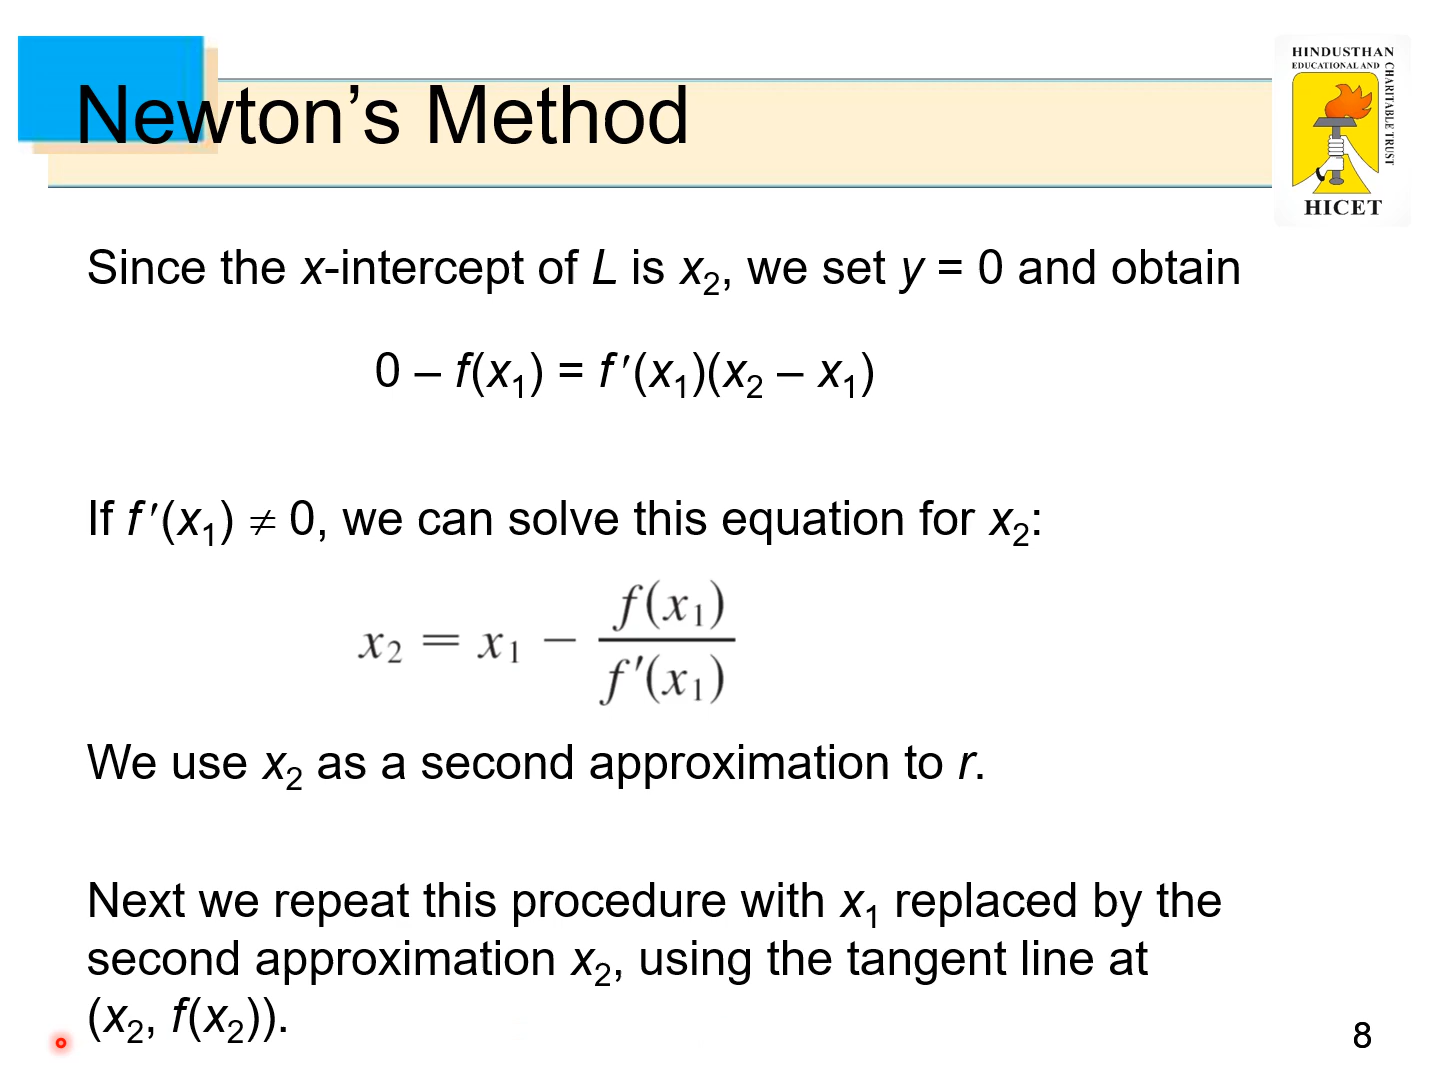 HINDUSTHAN
EDUCATIONAL AND CHARITABLE TRUST
HICET
Newton’s Method
Since the x-intercept of L is x₂, we set y = 0 and obtain
0 – f(x₁) = f ′(x₁)(x₂ – x₁)
If f ′(x₁) ≠ 0, we can solve this equation for x₂:
x₂ = x₁ − f(x₁) / f ′(x₁)
We use x₂ as a second approximation to r.
Next we repeat this procedure with x₁ replaced by the
second approximation x₂, using the tangent line at
(x₂, f(x₂)).
8